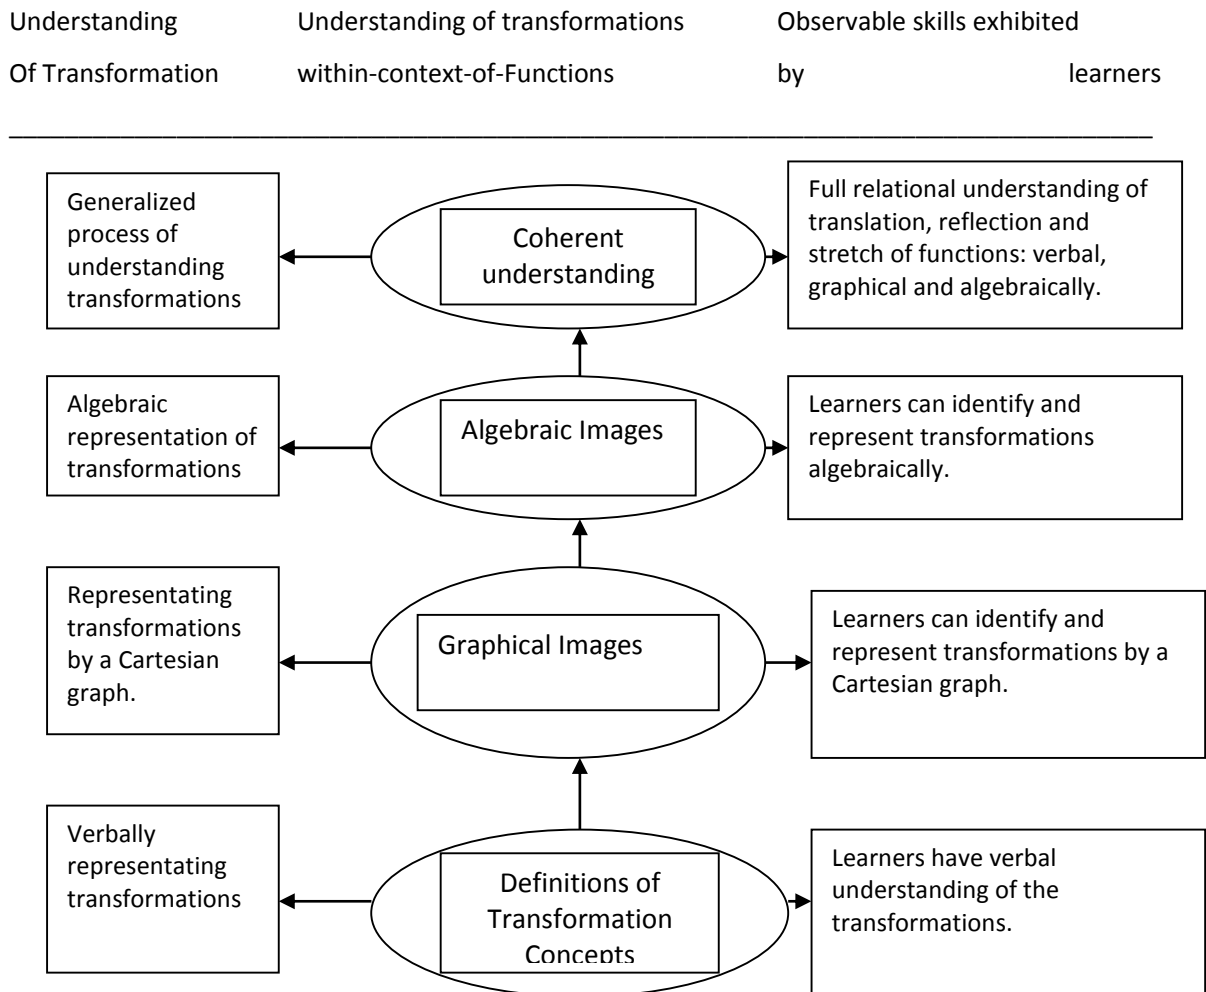 Understanding
Of Transformation
Understanding of transformations
within-context-of-Functions
Observable skills exhibited
by learners
Generalized
process of
understanding
transformations
Coherent
understanding
Full relational understanding of
translation, reflection and
stretch of functions: verbal,
graphical and algebraically.
Algebraic
representation of
transformations
Algebraic Images
Learners can identify and
represent transformations
algebraically.
Representating
transformations
by a Cartesian
graph.
Graphical Images
Learners can identify and
represent transformations by a
Cartesian graph.
Verbally
representating
transformations
Definitions of
Transformation
Concepts
Learners have verbal
understanding of the
transformations.